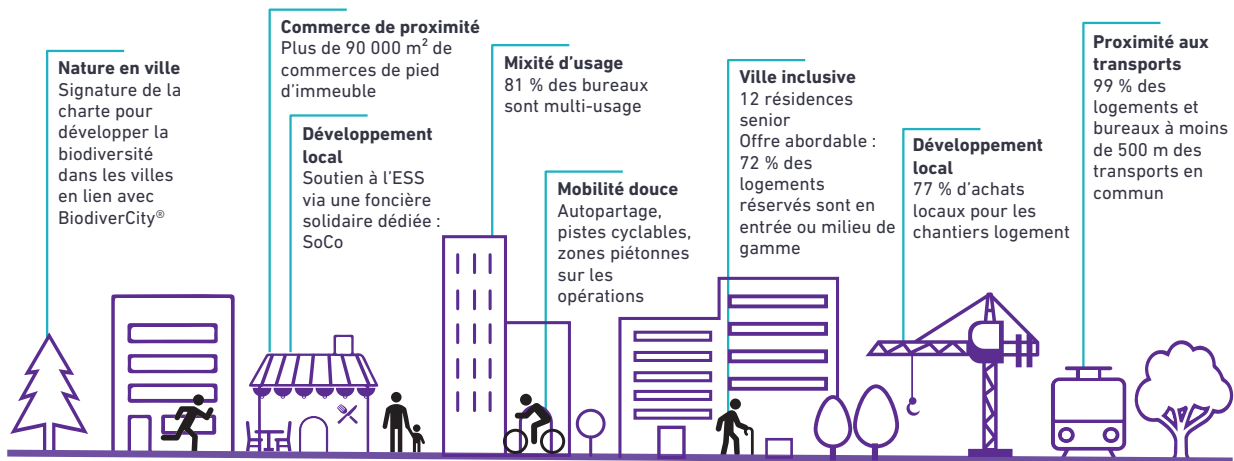 Nature en ville
Signature de la
charte pour
développer la
biodiversité
dans les villes
en lien avec
BiodiverCity®
Commerce de proximité
Plus de 90 000 m² de
commerces de pied
d’immeuble
Développement
local
Soutien à l’ESS
via une foncière
solidaire dédiée :
SoCo
Mixité d’usage
81 % des bureaux
sont multi-usage
Mobilité douce
Autopartage,
pistes cyclables,
zones piétonnes
sur les
opérations
Ville inclusive
12 résidences
senior
Offre abordable :
72 % des
logements
réservés sont en
entrée ou milieu de
gamme
Développement
local
77 % d’achats
locaux pour les
chantiers logement
Proximité aux
transports
99 % des
logements et
bureaux à moins
de 500 m des
transports en
commun